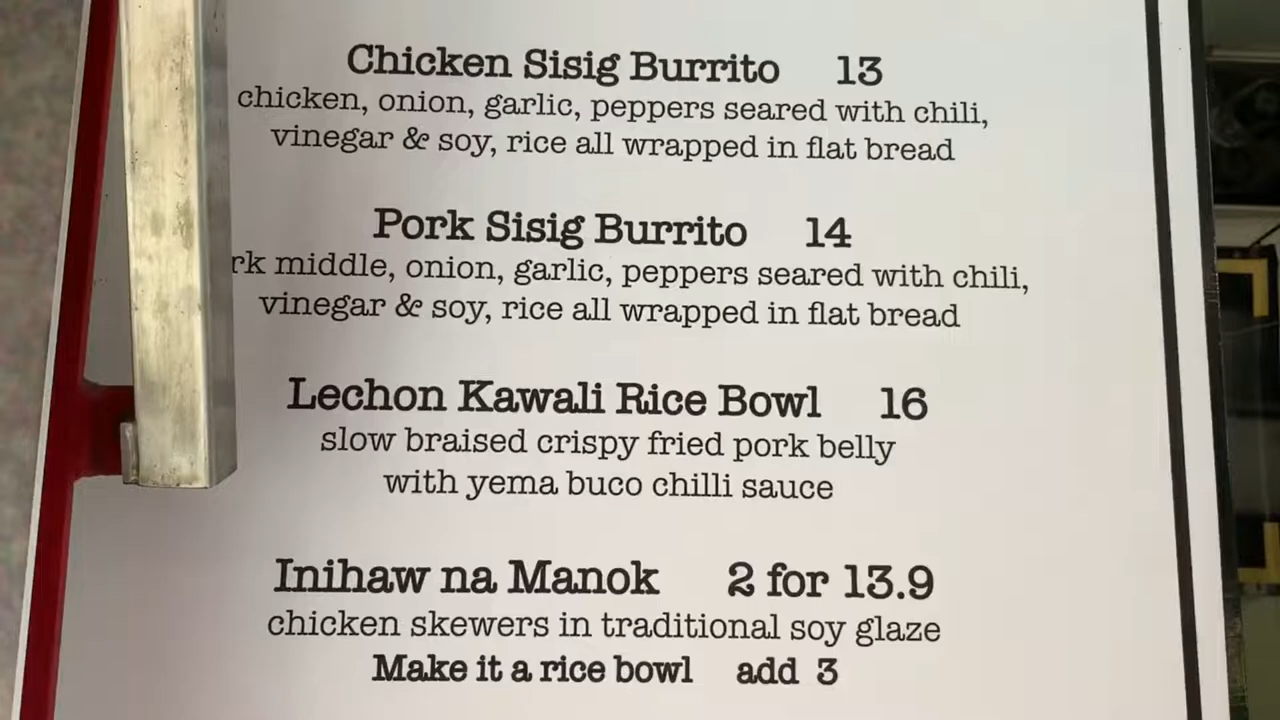 Chicken Sisig Burrito 13
chicken, onion, garlic, peppers seared with chili,
vinegar & soy, rice all wrapped in flat bread
Pork Sisig Burrito 14
middle, onion, garlic, peppers seared with chili,
vinegar & soy, rice all wrapped in flat bread
Lechon Kawali Rice Bowl 16
slow braised crispy fried pork belly
with yema buco chilli sauce
Inihaw na Manok 2 for 13.9
chicken skewers in traditional soy glaze
Make it a rice bowl add 3